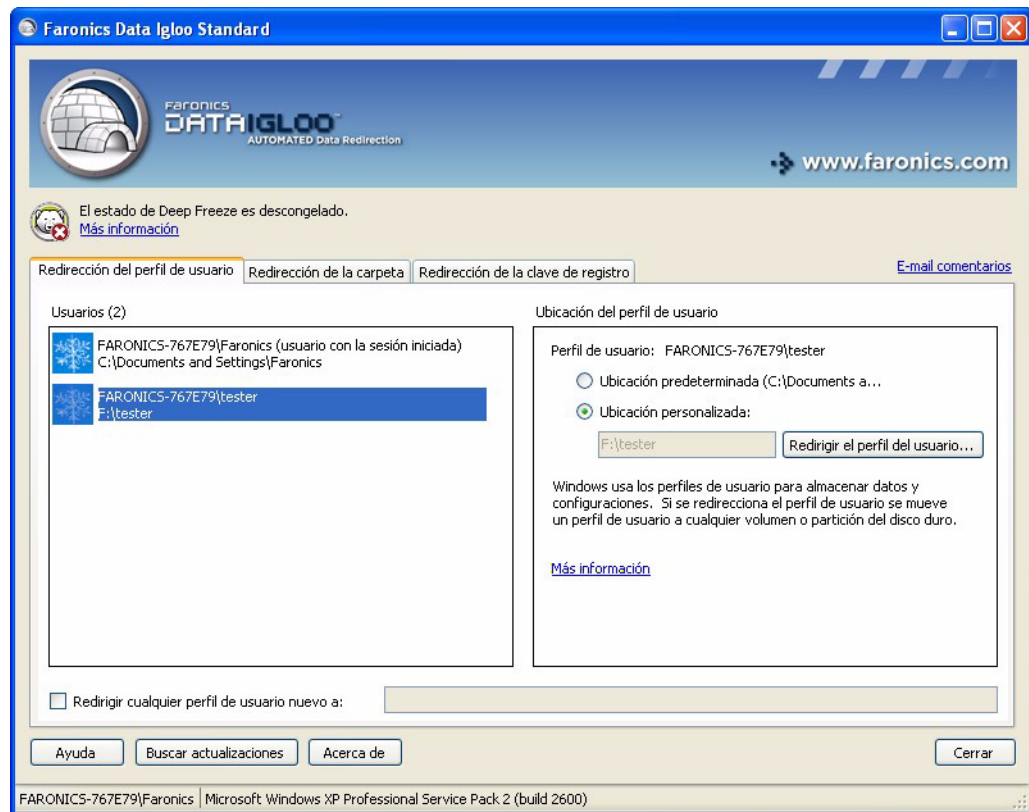 Faronics Data Igloo Standard
Faronics
DATAIGLOO™
AUTOMATED Data Redirection
www.faronics.com
El estado de Deep Freeze es descongelado.
Más información
Redirección del perfil de usuario
Redirección de la carpeta
Redirección de la clave de registro
E-mail comentarios
Usuarios (2)
FARONICS-767E79\Faronics (usuario con la sesión iniciada)
C:\Documents and Settings\Faronics
FARONICS-767E79\tester
F:\tester
Ubicación del perfil de usuario
Perfil de usuario: FARONICS-767E79\tester
Ubicación predeterminada (C:\Documents a...
Ubicación personalizada:
F:\tester
Redirigir el perfil del usuario...
Windows usa los perfiles de usuario para almacenar datos y
configuraciones. Si se redirecciona el perfil de usuario se mueve
un perfil de usuario a cualquier volumen o partición del disco duro.
Más información
Redirigir cualquier perfil de usuario nuevo a:
Ayuda
Buscar actualizaciones
Acerca de
Cerrar
FARONICS-767E79\Faronics
Microsoft Windows XP Professional Service Pack 2 (build 2600)